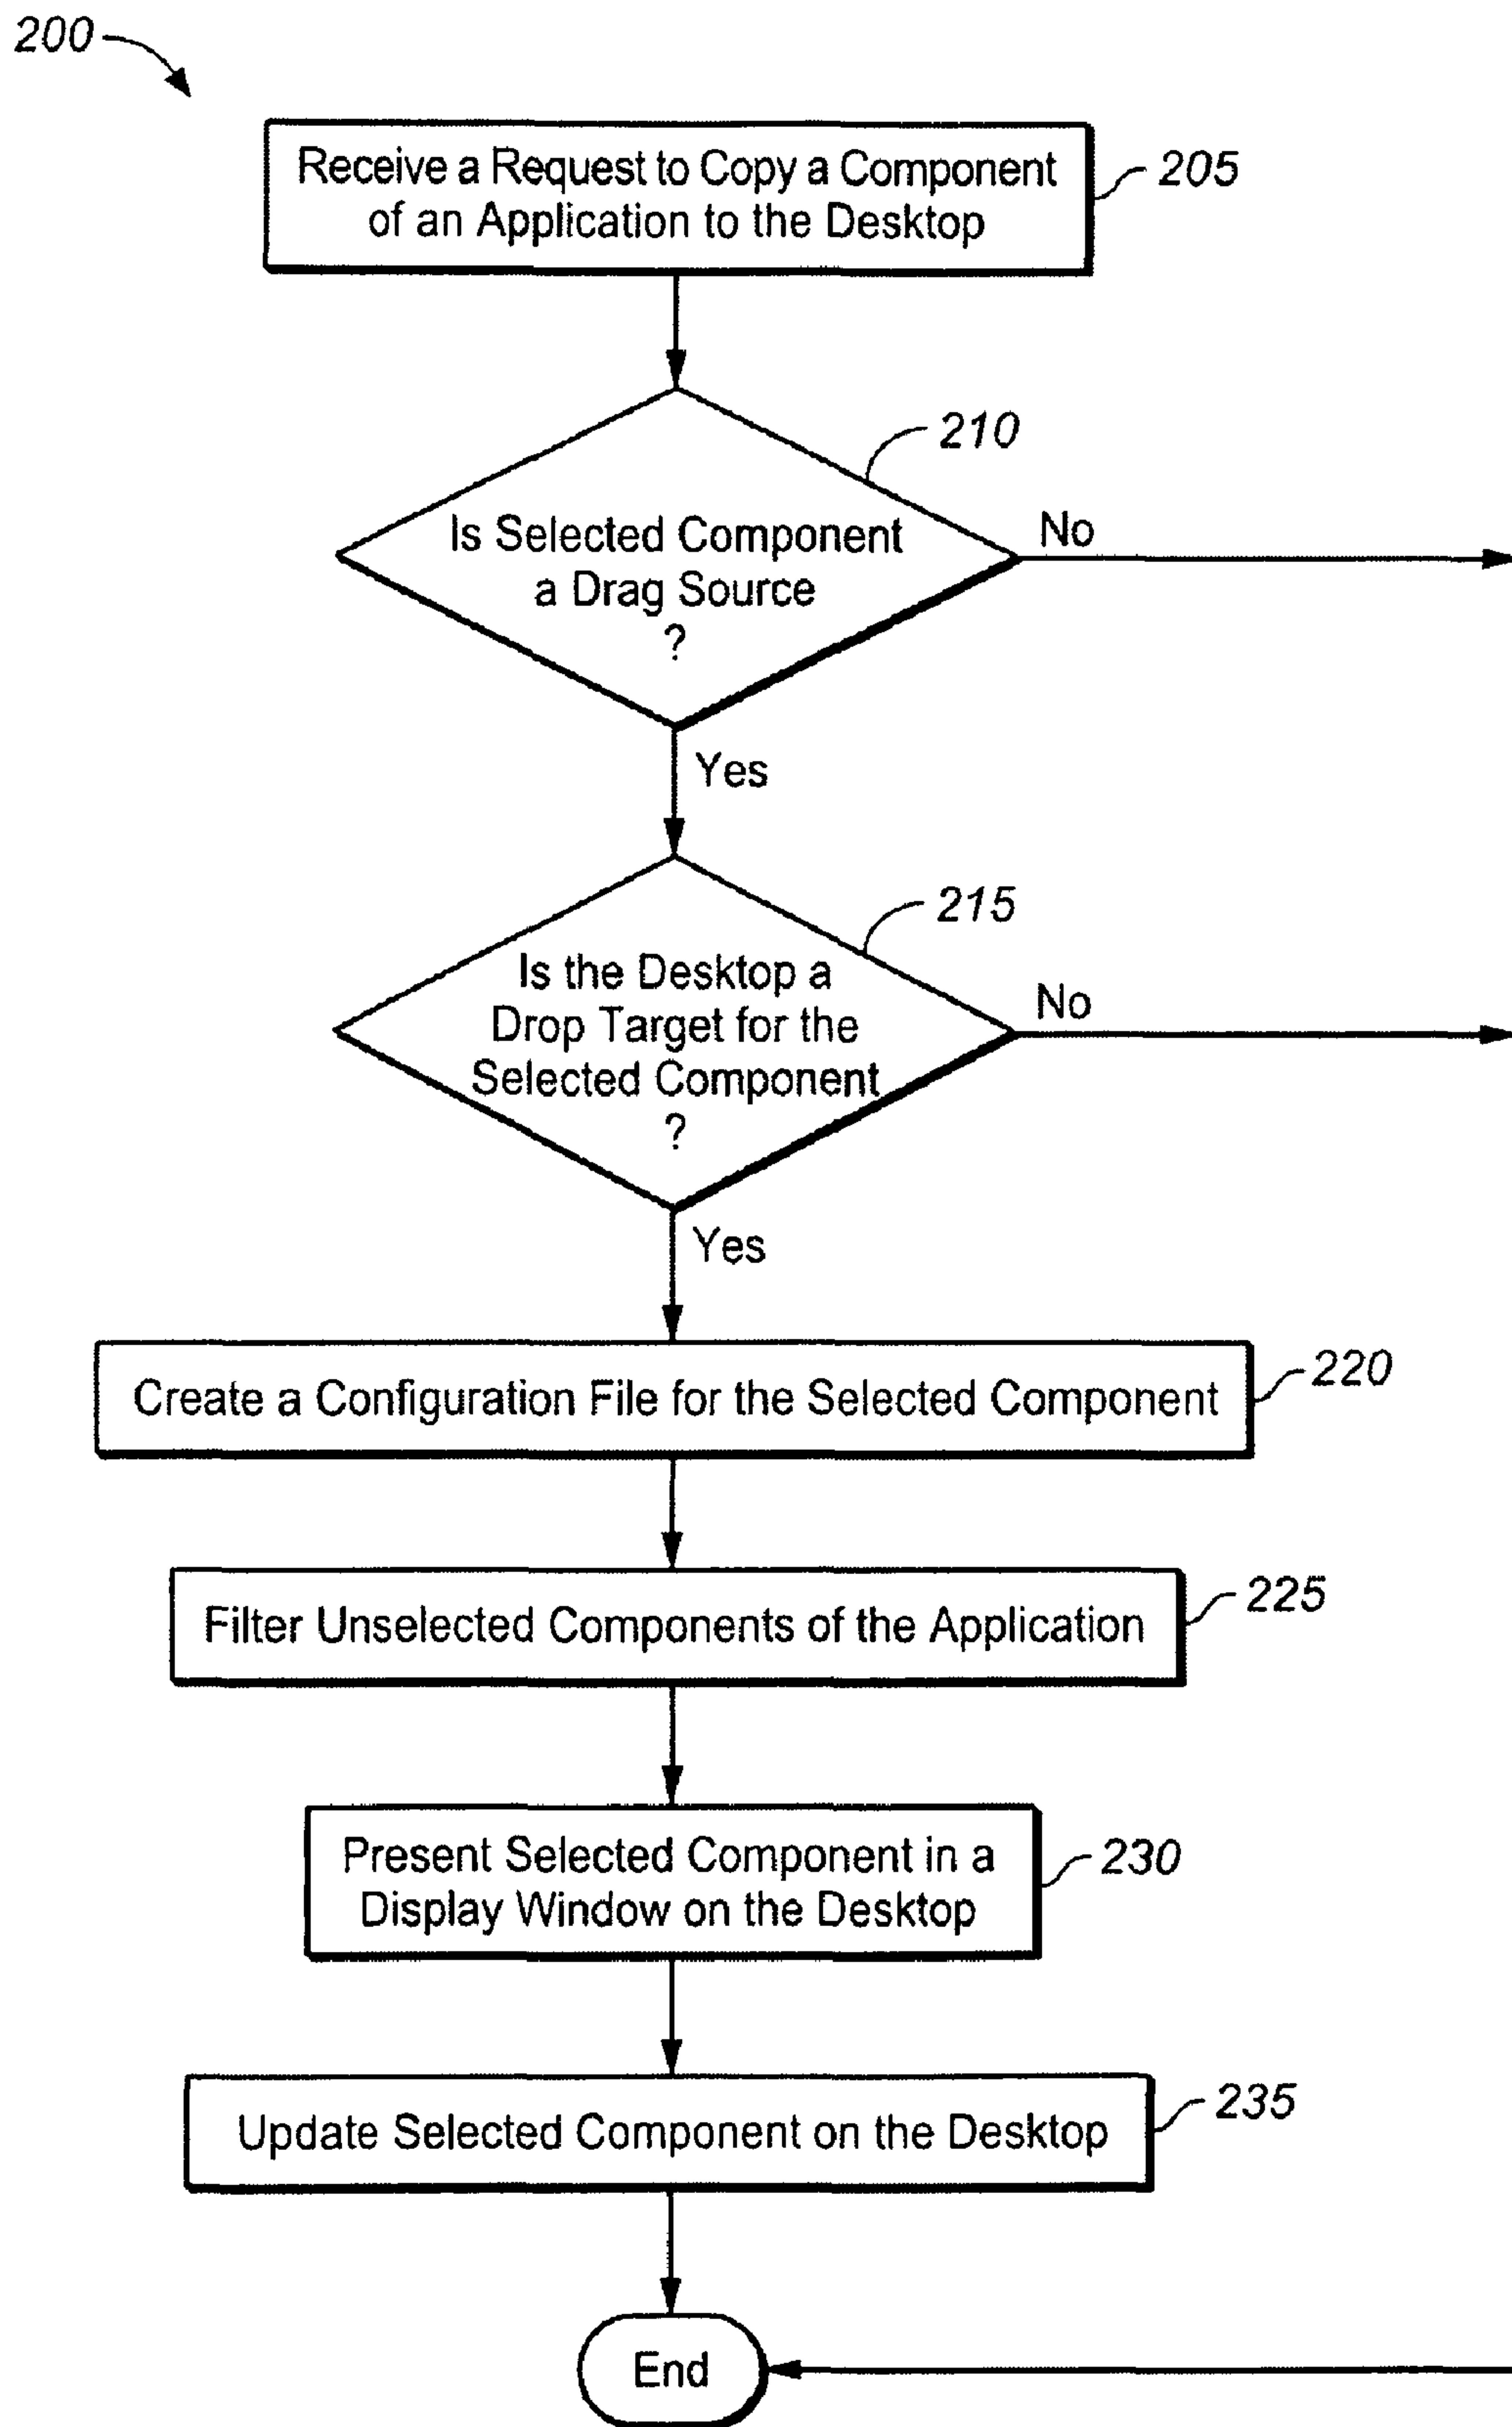 200
Receive a Request to Copy a Component
of an Application to the Desktop
205
210
Is Selected Component
a Drag Source
?
No
Yes
215
Is the Desktop a
Drop Target for the
Selected Component
?
No
Yes
Create a Configuration File for the Selected Component
220
Filter Unselected Components of the Application
225
Present Selected Component in a
Display Window on the Desktop
230
Update Selected Component on the Desktop
235
End